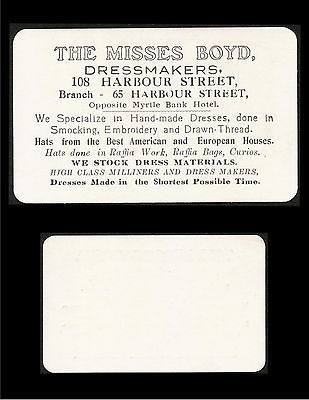 THE MISSES BOYD,
DRESSMAKERS,
108 HARBOUR STREET,
Branch - 65 HARBOUR STREET,
Opposite Myrtle Bank Hotel.
We Specialize in Hand-made Dresses, done in
Smocking, Embroidery and Drawn-Thread.
Hats from the Best American and European Houses.
Hats done in Raffia Work, Raffia Bags, Curios.
WE STOCK DRESS MATERIALS.
HIGH CLASS MILLINERS AND DRESS MAKERS,
Dresses Made in the Shortest Possible Time.